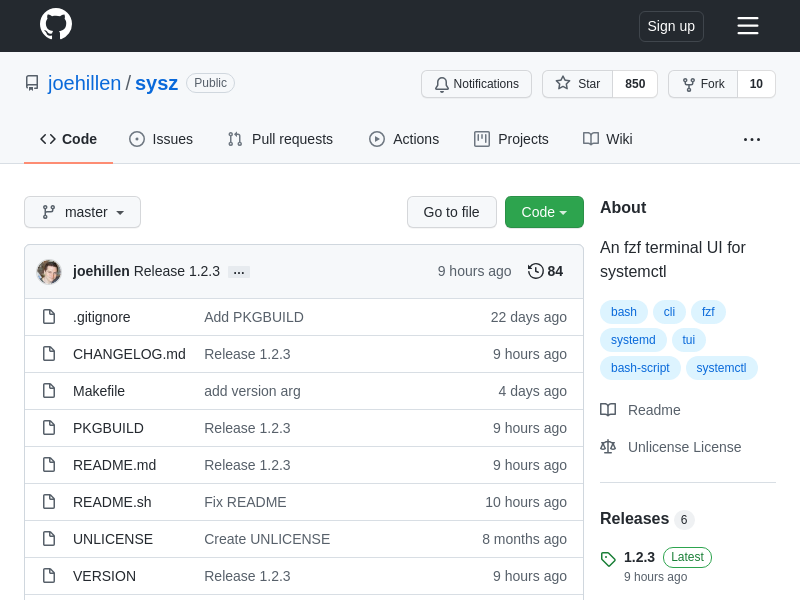 Sign up
joehillen / sysz Public
Notifications Star 850 Fork 10
Code Issues Pull requests Actions Projects Wiki ...
master Go to file Code
joehillen Release 1.2.3 ... 9 hours ago 84
.gitignore Add PKGBUILD 22 days ago
CHANGELOG.md Release 1.2.3 9 hours ago
Makefile add version arg 4 days ago
PKGBUILD Release 1.2.3 9 hours ago
README.md Release 1.2.3 9 hours ago
README.sh Fix README 10 hours ago
UNLICENSE Create UNLICENSE 8 months ago
VERSION Release 1.2.3 9 hours ago
About
An fzf terminal UI for
systemctl
bash cli fzf
systemd tui
bash-script systemctl
Readme
Unlicense License
Releases 6
1.2.3 Latest
9 hours ago